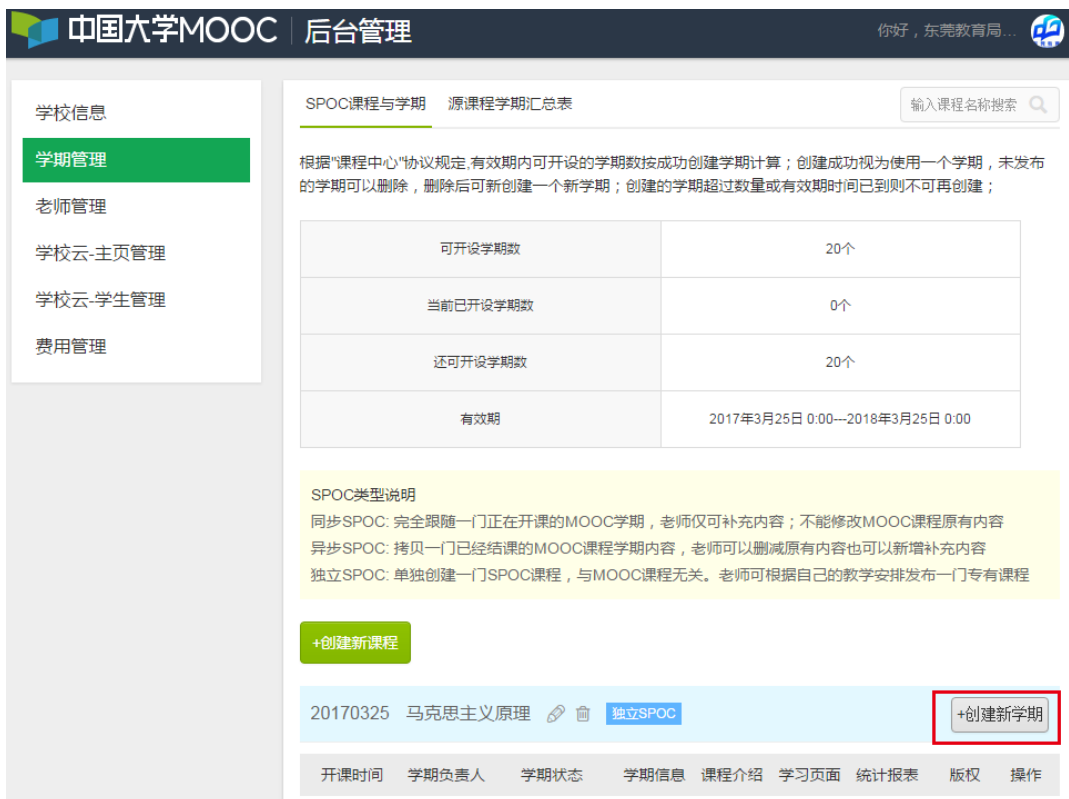 中国大学MOOC 后台管理 你好，东莞教育局...
学校信息
学期管理
老师管理
学校云-主页管理
学校云-学生管理
费用管理
SPOC课程与学期 源课程学期汇总表 输入课程名称搜索
根据"课程中心"协议规定,有效期内可开设的学期数按成功创建学期计算；创建成功视为使用一个学期，未发布
的学期可以删除，删除后可新创建一个新学期；创建的学期超过数量或有效期时间已到则不可再创建；
可开设学期数 20个
当前已开设学期数 0个
还可开设学期数 20个
有效期 2017年3月25日 0:00---2018年3月25日 0:00
SPOC类型说明
同步SPOC: 完全跟随一门正在开课的MOOC学期，老师仅可补充内容；不能修改MOOC课程原有内容
异步SPOC: 拷贝一门已经结课的MOOC课程学期内容，老师可以删减原有内容也可以新增补充内容
独立SPOC: 单独创建一门SPOC课程，与MOOC课程无关。老师可根据自己的教学安排发布一门专有课程
+创建新课程
20170325 马克思主义原理 独立SPOC +创建新学期
开课时间 学期负责人 学期状态 学期信息 课程介绍 学习页面 统计报表 版权 操作